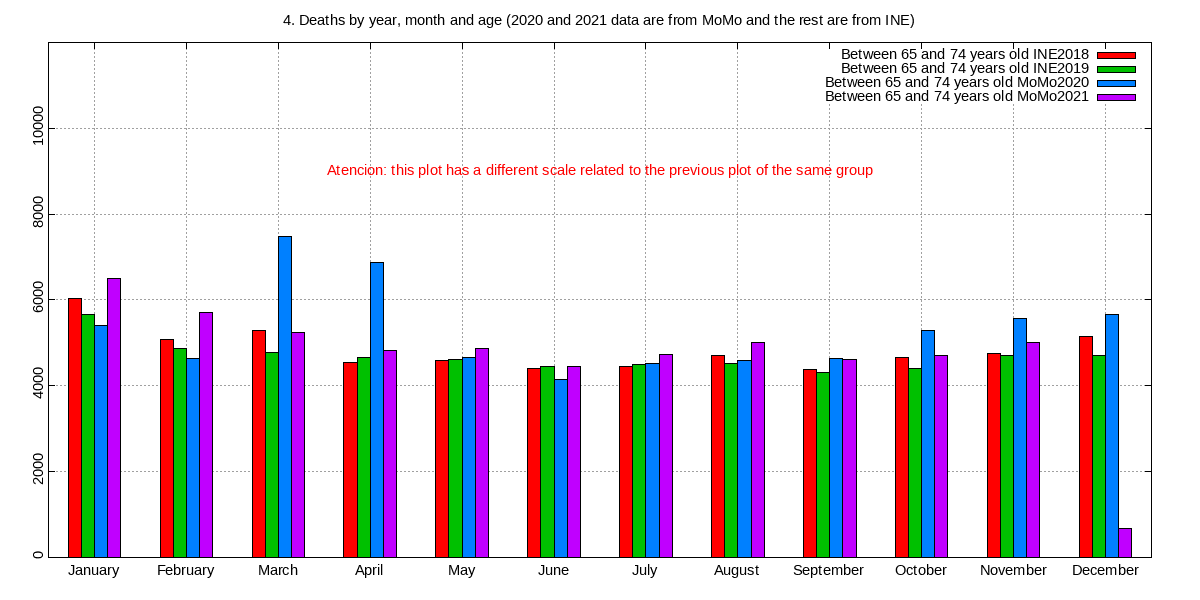 4. Deaths by year, month and age (2020 and 2021 data are from MoMo and the rest are from INE)
Between 65 and 74 years old INE2018
Between 65 and 74 years old INE2019
Between 65 and 74 years old MoMo2020
Between 65 and 74 years old MoMo2021
Atencion: this plot has a different scale related to the previous plot of the same group
10000
8000
6000
4000
2000
0
January February March April May June July August September October November December